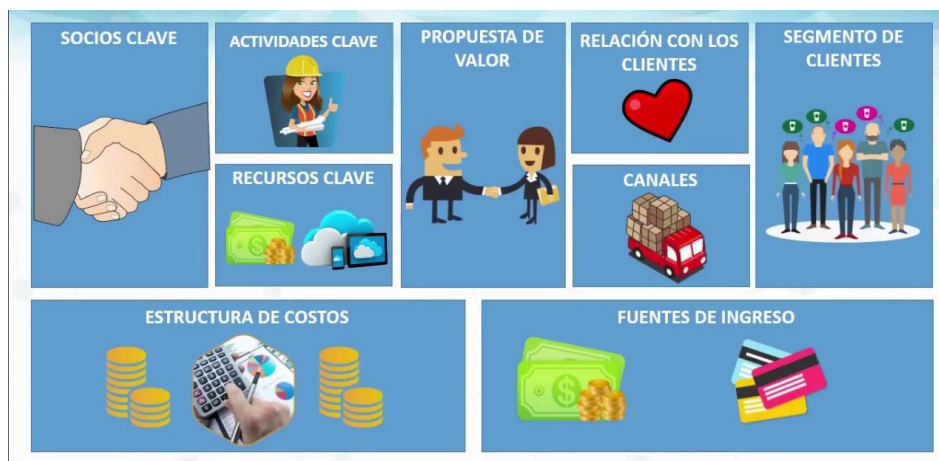 SOCIOS CLAVE
ACTIVIDADES CLAVE
RECURSOS CLAVE
PROPUESTA DE
VALOR
RELACIÓN CON LOS
CLIENTES
CANALES
SEGMENTO DE
CLIENTES
ESTRUCTURA DE COSTOS
FUENTES DE INGRESO